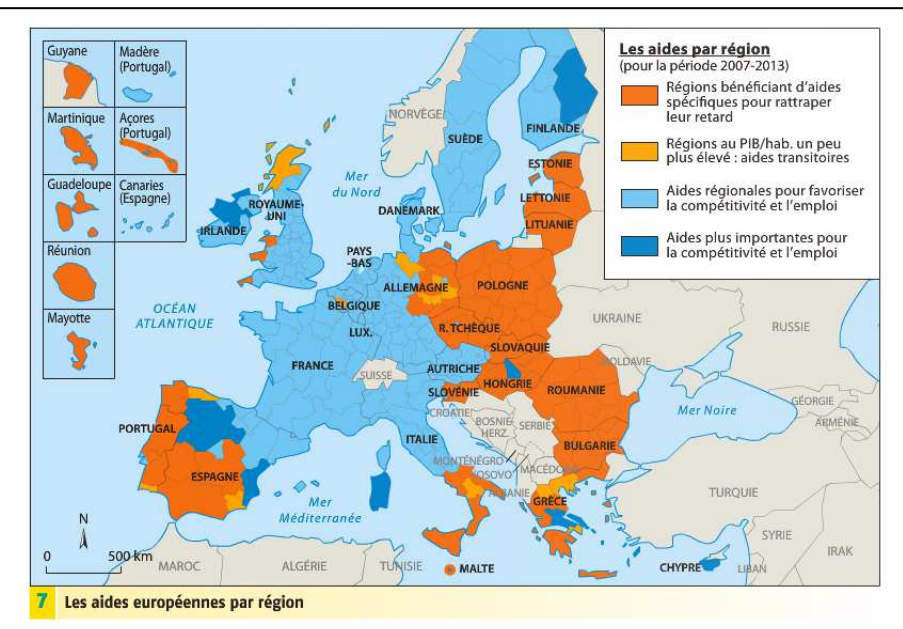 Guyane
Madère
(Portugal)
Martinique
Açores
(Portugal)
Guadeloupe
Canaries
(Espagne)
Réunion
Mayotte
Les aides par région
(pour la période 2007-2013)
Régions bénéficiant d'aides
spécifiques pour rattraper
leur retard
Régions au PIB/hab. un peu
plus élevé : aides transitoires
Aides régionales pour favoriser
la compétitivité et l'emploi
Aides plus importantes pour
la compétitivité et l'emploi
NORVÈGE
SUÈDE
FINLANDE
ESTONIE
Mer
du Nord
LETTONIE
ROYAUME-
UNI
DANEMARK
LITUANIE
IRLANDE
PAYS
-BAS
ALLEMAGNE
POLOGNE
BELGIQUE
OCÉAN
ATLANTIQUE
LUX.
R. TCHÈQUE
UKRAINE
RUSSIE
SLOVAQUIE
FRANCE
SUISSE
AUTRICHE
MOLDAVIE
HONGRIE
SLOVÉNIE
ROUMANIE
CROATIE
BOSNIE
HERZ.
SERBIE
Mer Noire
GÉORGIE
ARMÉNIE
PORTUGAL
ITALIE
BULGARIE
MONTÉNÉGRO
KOSOVO
MACÉDOINE
ESPAGNE
ALBANIE
GRÈCE
TURQUIE
Mer
Méditerranée
N
0
500 km
MAROC
ALGÉRIE
TUNISIE
MALTE
CHYPRE
SYRIE
LIBAN
IRAK
7 Les aides européennes par région